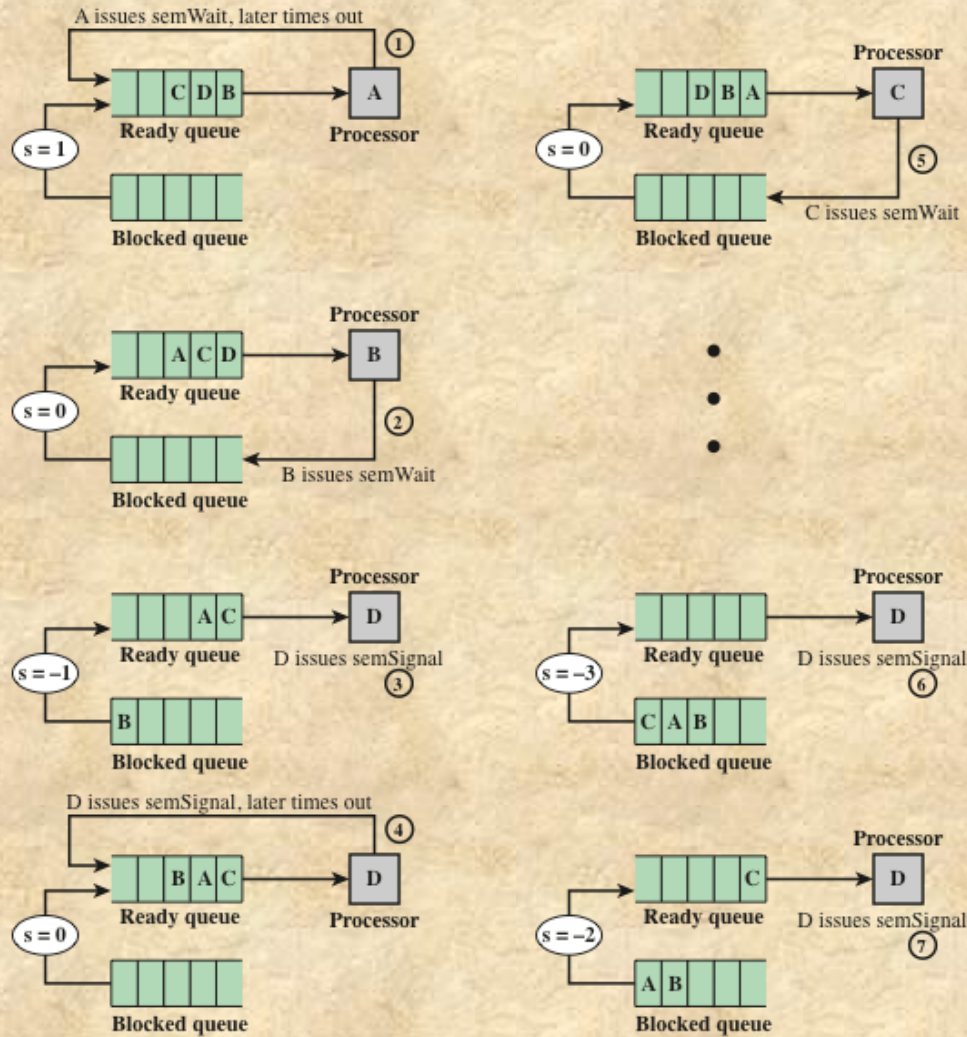 A issues semWait, later times out
1
C D B
A
Ready queue
Processor
s = 1
Blocked queue
Processor
D B A
C
Ready queue
s = 0
5
C issues semWait
Blocked queue
Processor
A C D
B
Ready queue
s = 0
2
B issues semWait
Blocked queue
Processor
A C
D
Ready queue
D issues semSignal
s = –1
3
B
Blocked queue
Processor
D
Ready queue
D issues semSignal
s = –3
6
C A B
Blocked queue
D issues semSignal, later times out
4
B A C
D
Ready queue
Processor
s = 0
Blocked queue
Processor
C
D
Ready queue
D issues semSignal
s = –2
7
A B
Blocked queue